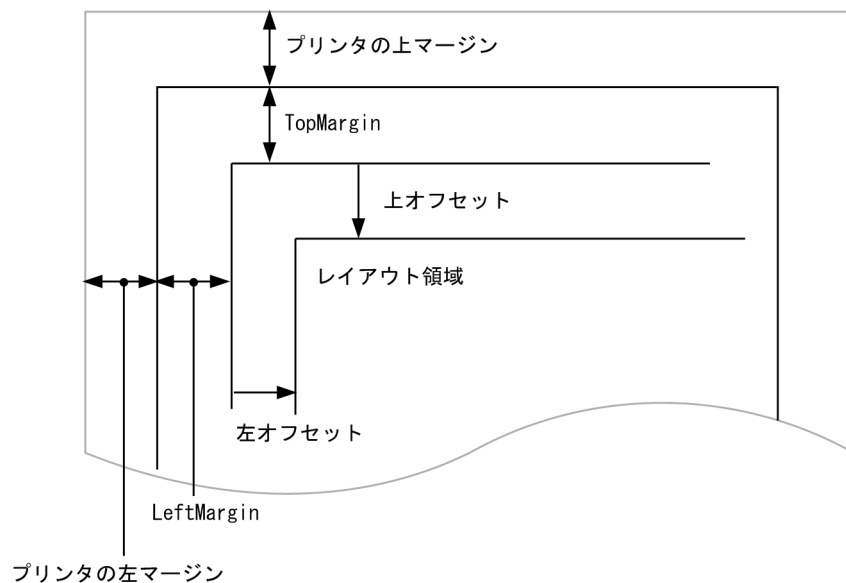 プリンタの上マージン
TopMargin
上オフセット
レイアウト領域
左オフセット
LeftMargin
プリンタの左マージン